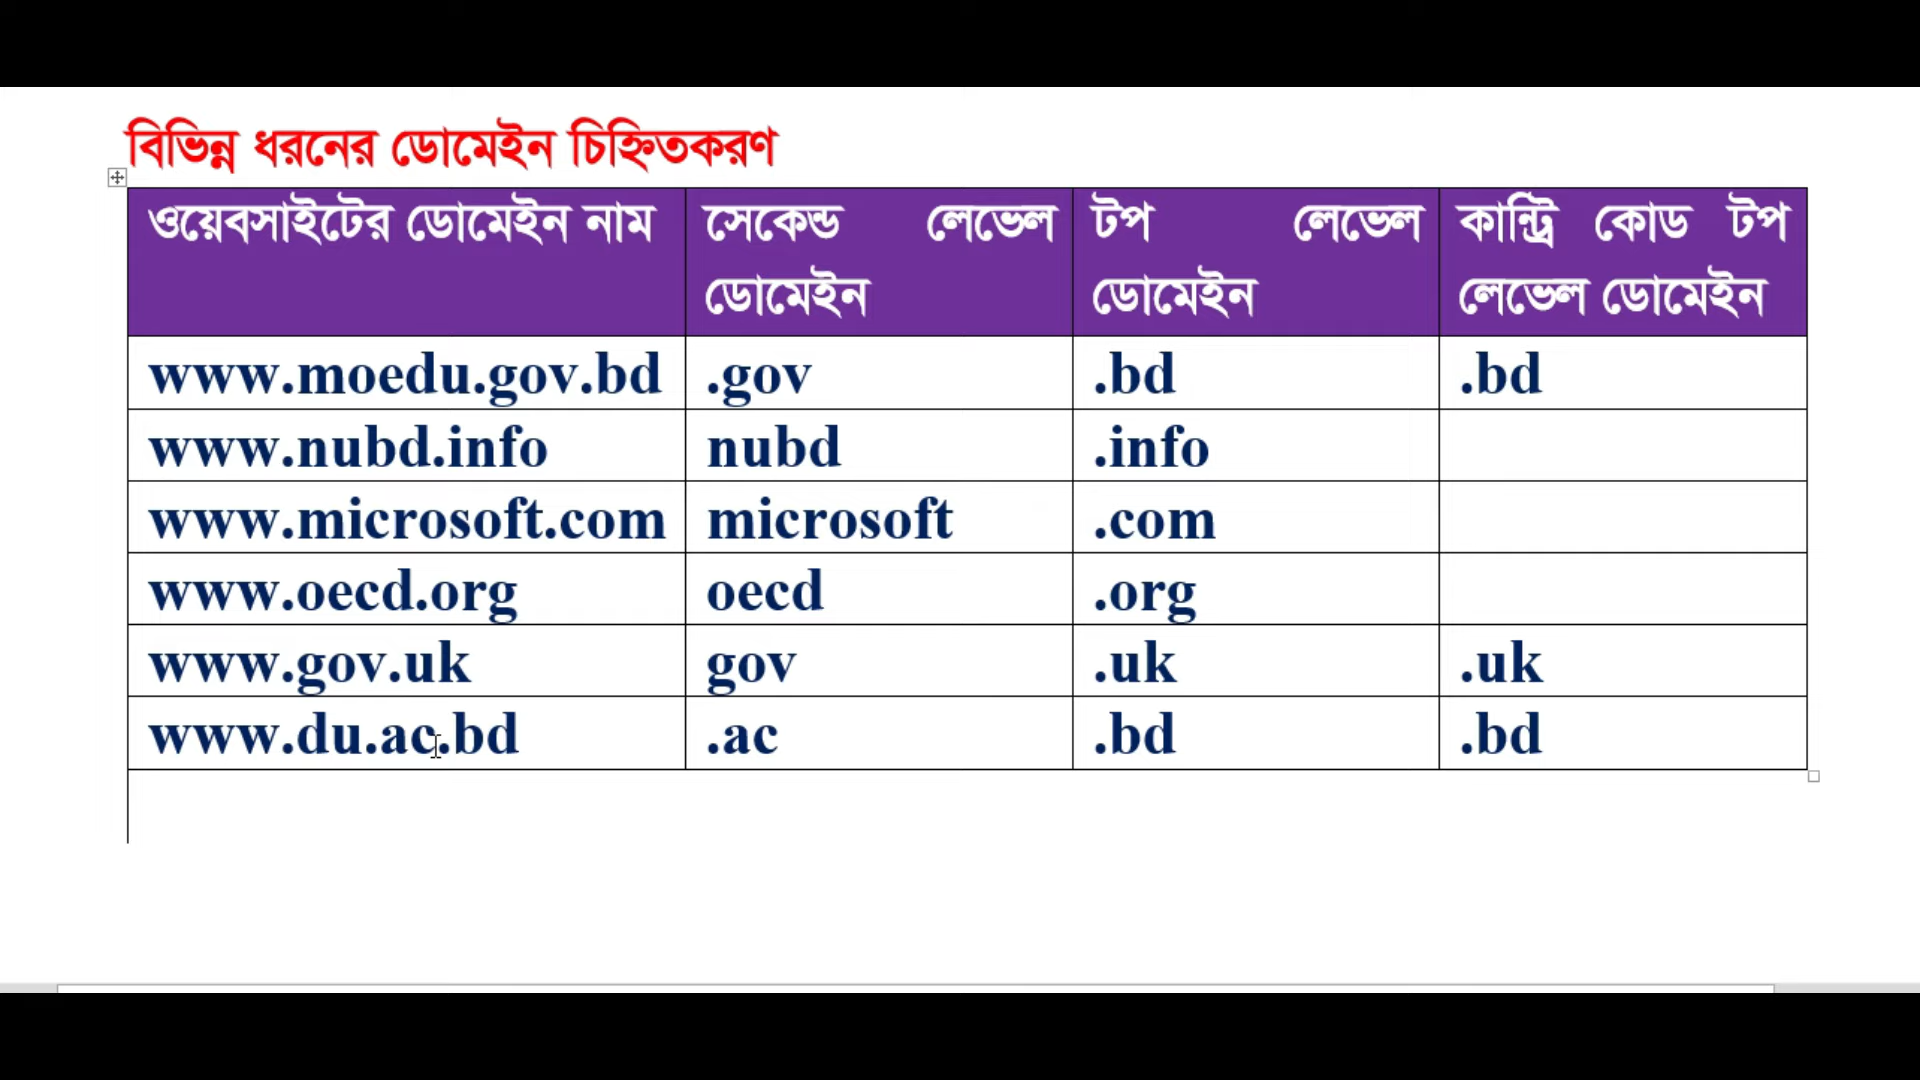 বিভিন্ন ধরনের ডোমেইন চিহ্নিতকরণ
ওয়েবসাইটের ডোমেইন নাম সেকেন্ড লেভেল ডোমেইন টপ লেভেল ডোমেইন কান্ট্রি কোড টপ লেভেল ডোমেইন
www.moedu.gov.bd .gov .bd .bd
www.nubd.info nubd .info
www.microsoft.com microsoft .com
www.oecd.org oecd .org
www.gov.uk gov .uk .uk
www.du.ac.bd .ac .bd .bd